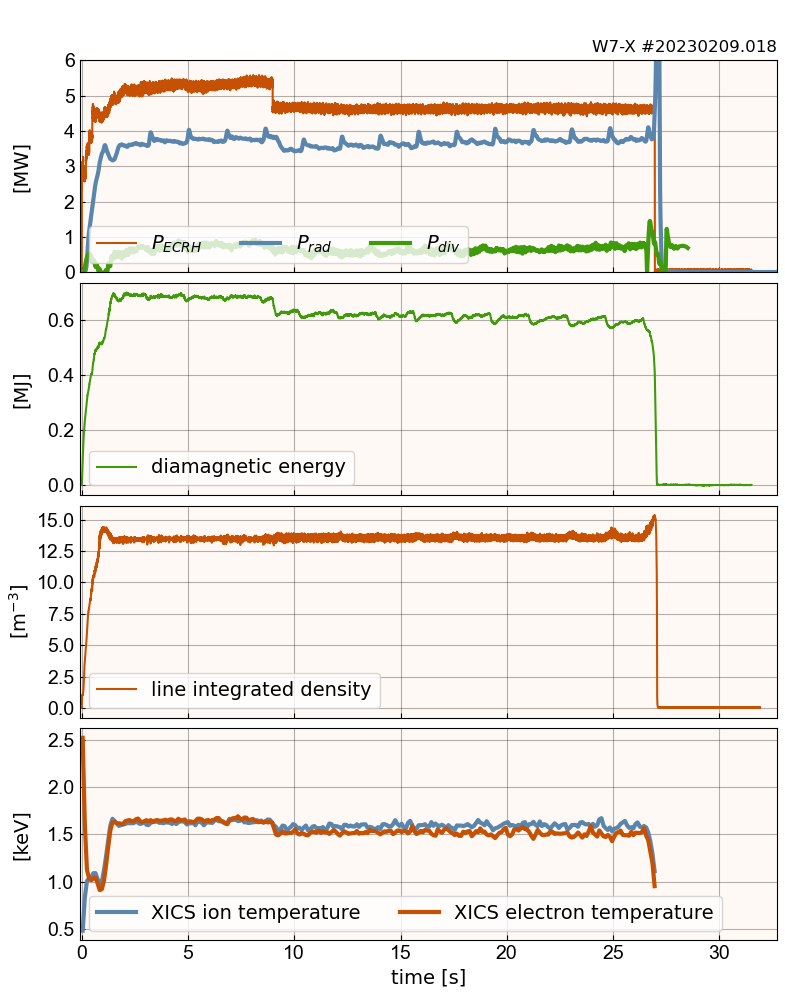 W7-X #20230209.018
6
5
4
3
2
1
0
[MW]
P_ECRH P_rad P_div
0.6
0.4
0.2
0.0
[MJ]
diamagnetic energy
15.0
12.5
10.0
7.5
5.0
2.5
0.0
[m⁻³]
line integrated density
2.5
2.0
1.5
1.0
0.5
[keV]
XICS ion temperature XICS electron temperature
0 5 10 15 20 25 30
time [s]